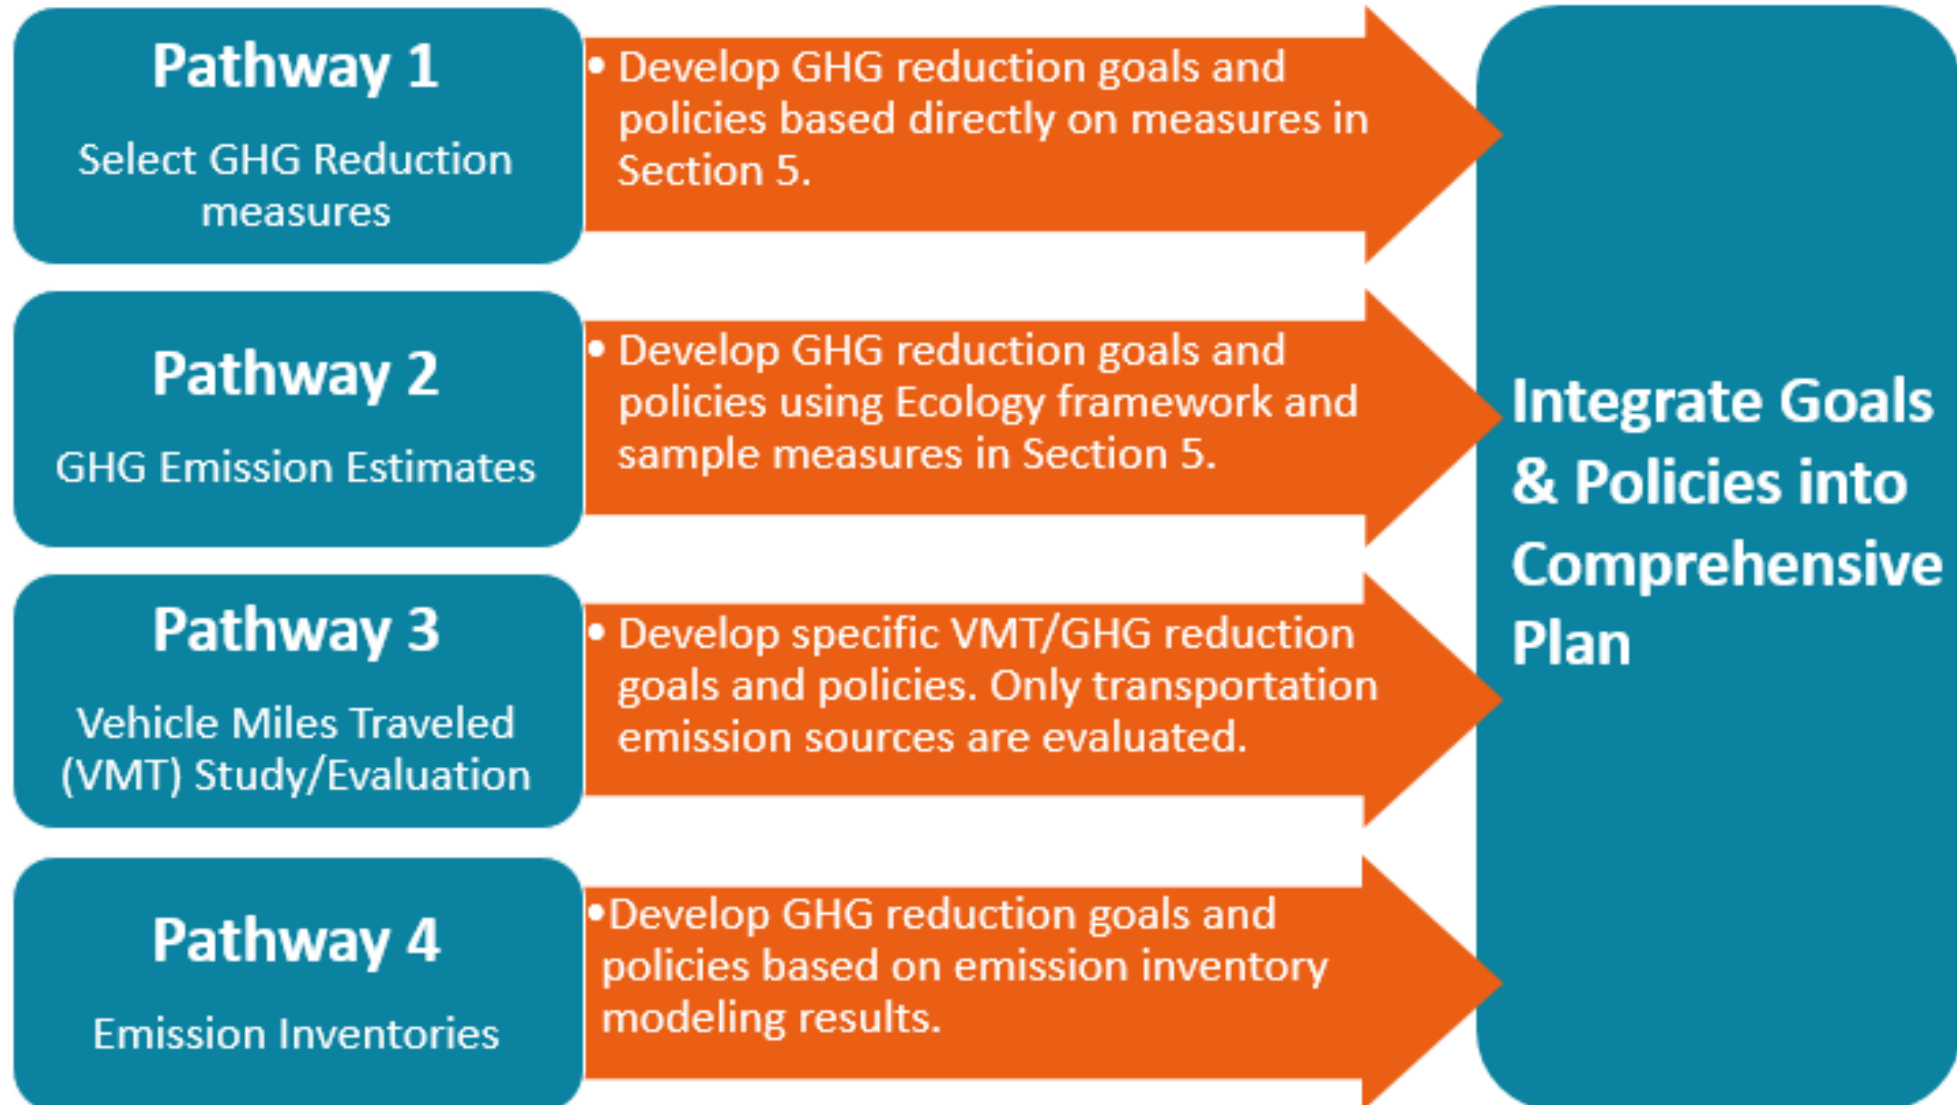 Pathway 1
Select GHG Reduction
measures
• Develop GHG reduction goals and
policies based directly on measures in
Section 5.
Pathway 2
GHG Emission Estimates
• Develop GHG reduction goals and
policies using Ecology framework and
sample measures in Section 5.
Pathway 3
Vehicle Miles Traveled
(VMT) Study/Evaluation
• Develop specific VMT/GHG reduction
goals and policies. Only transportation
emission sources are evaluated.
Pathway 4
Emission Inventories
•Develop GHG reduction goals and
policies based on emission inventory
modeling results.
Integrate Goals
& Policies into
Comprehensive
Plan